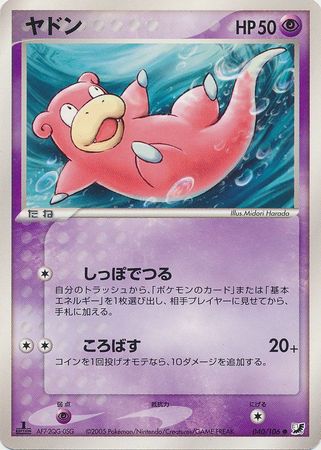 ヤドン HP50
たね
Illus.Midori Harada
しっぽでつる
自分のトラッシュから、「ポケモンのカード」または「基本
エネルギー」を1枚選び出し、相手プレイヤーに見せてから、
手札に加える。
ころばす 20+
コインを1回投げオモテなら、10ダメージを追加する。
弱点 抵抗力 にげる
1
EDITION
AF7-2QG-0SG ©2005 Pokémon/Nintendo/Creatures/GAME FREAK. 040/106